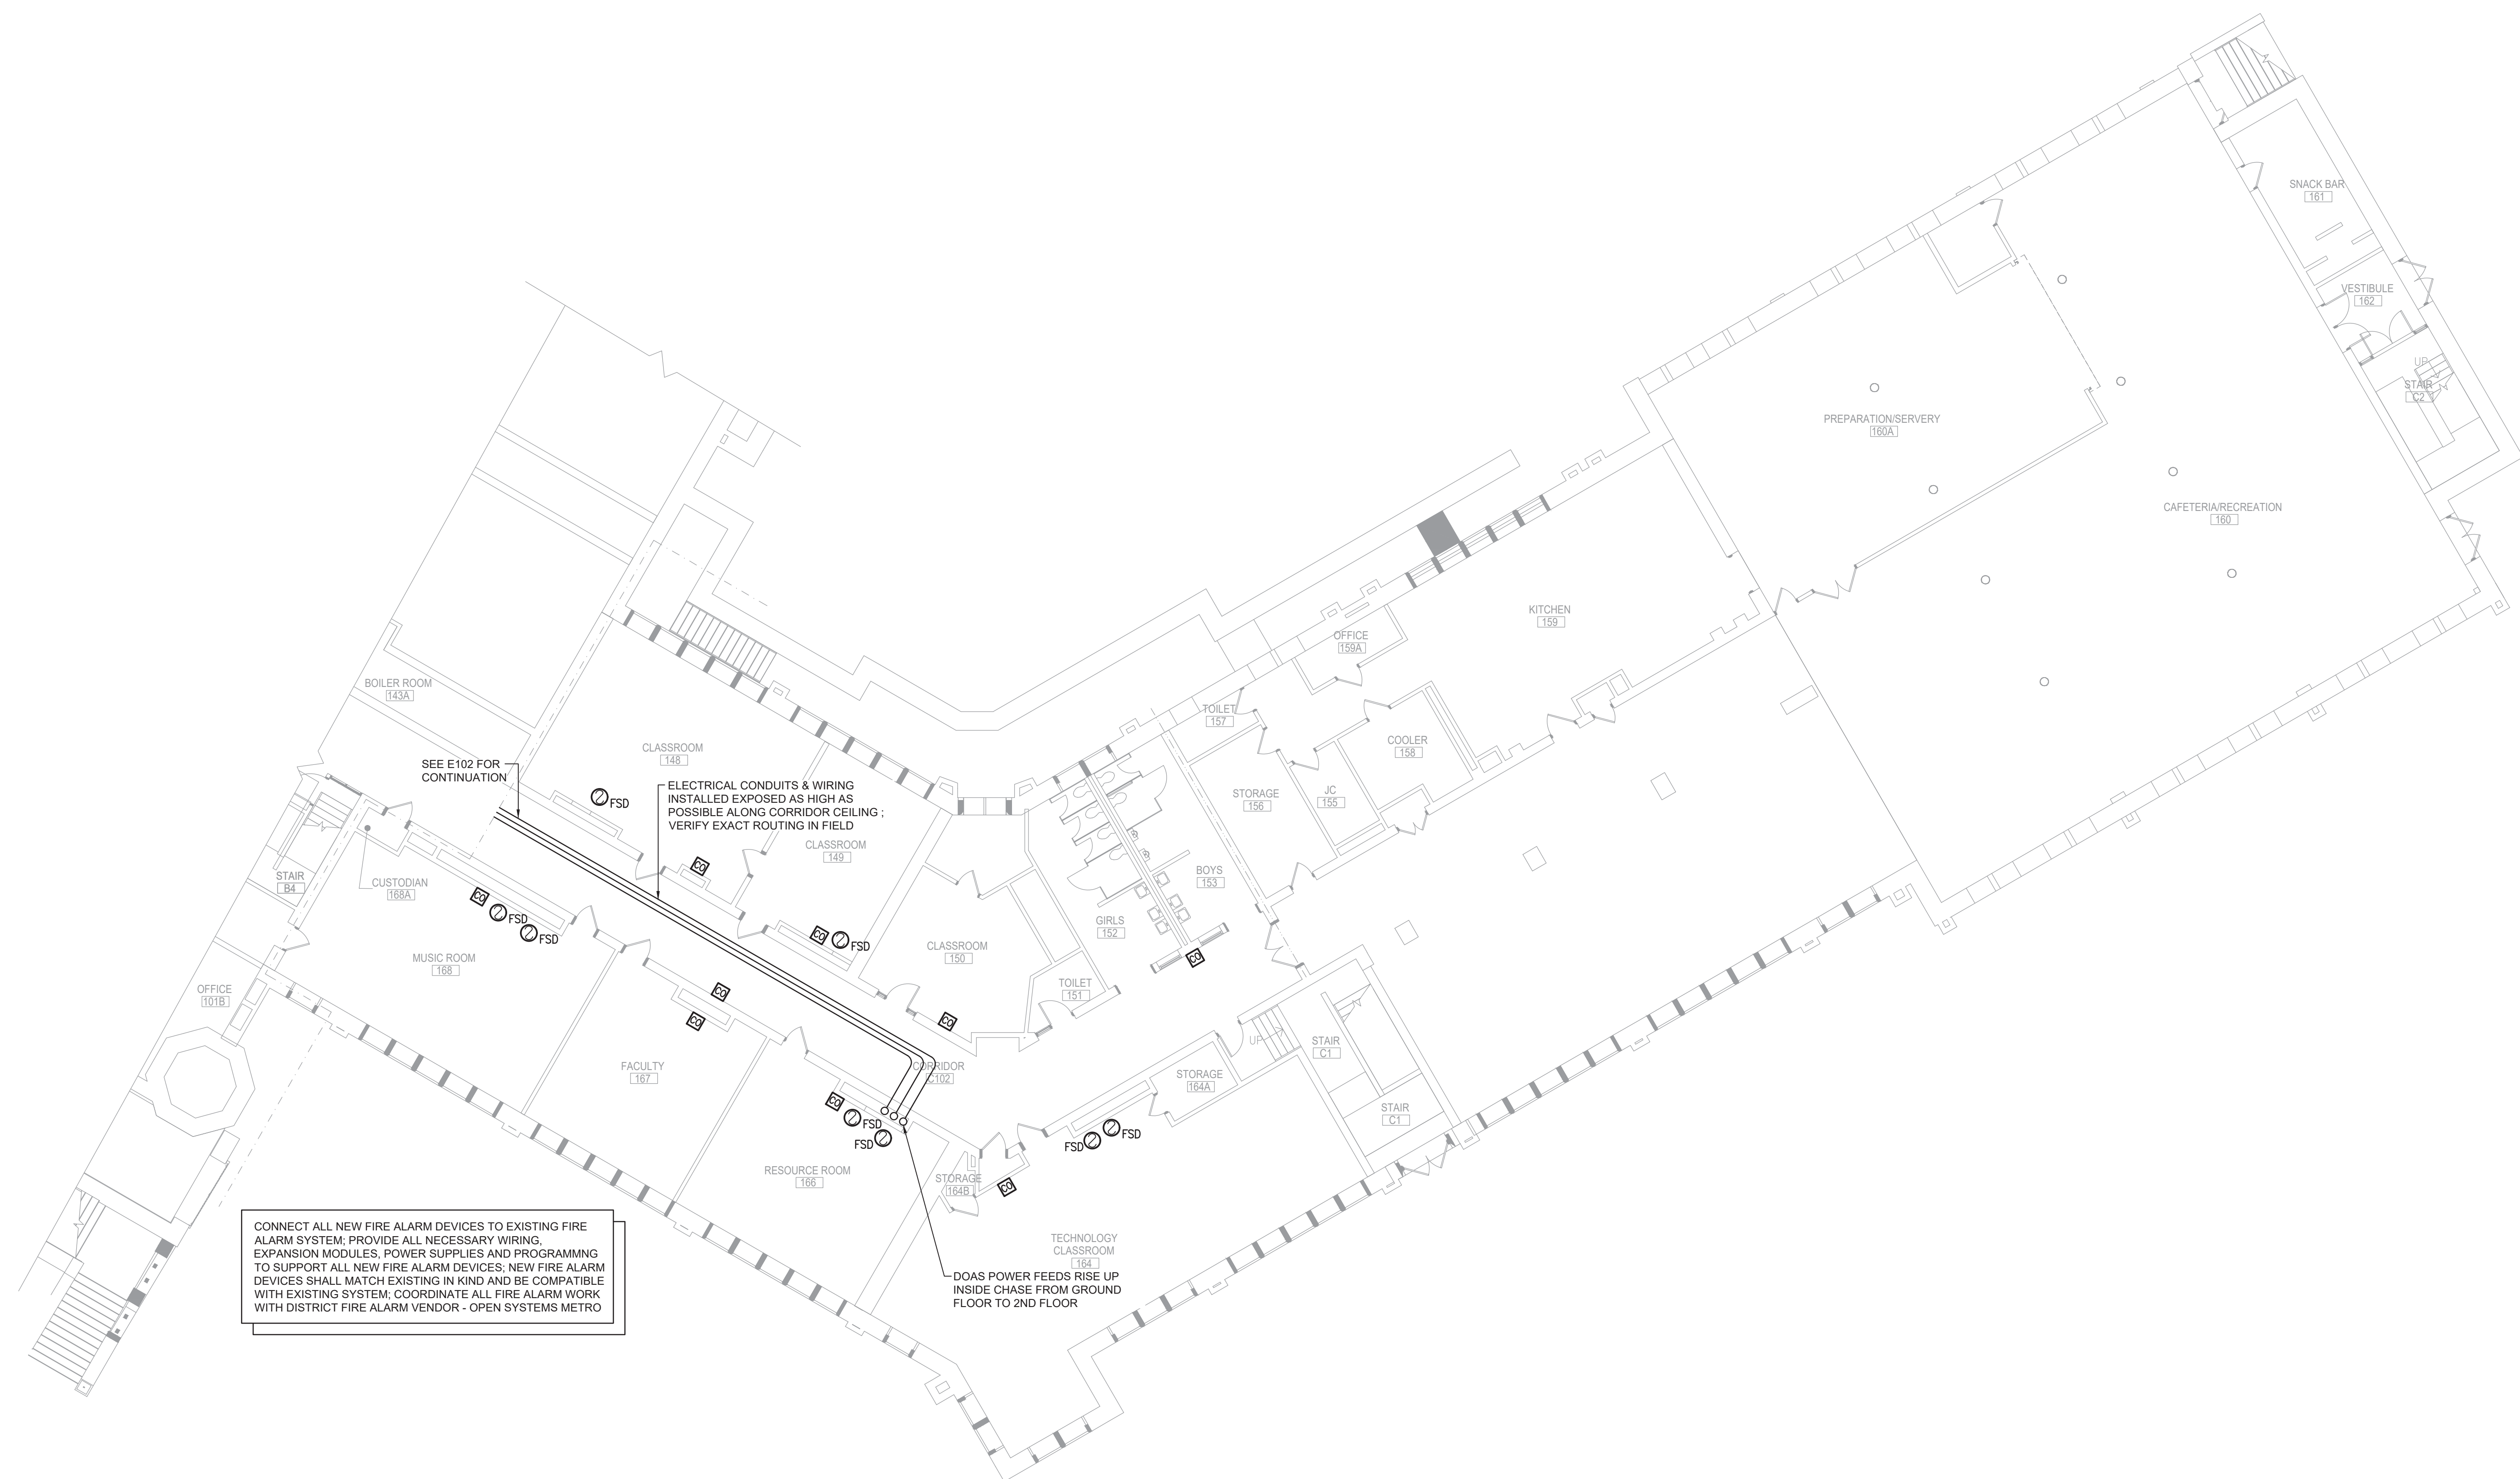 SNACK BAR
161
VESTIBULE
162
UP
STAIR
C2
PREPARATION/SERVERY
160A
CAFETERIA/RECREATION
160
KITCHEN
159
OFFICE
159A
BOILER ROOM
143A
TOILET
157
COOLER
158
CLASSROOM
148
SEE E102 FOR
CONTINUATION
ELECTRICAL CONDUITS & WIRING
INSTALLED EXPOSED AS HIGH AS
POSSIBLE ALONG CORRIDOR CEILING ;
VERIFY EXACT ROUTING IN FIELD
FSD
STORAGE
156
JC
155
CLASSROOM
149
CO
STAIR
B4
CUSTODIAN
168A
BOYS
153
CO
FSD
FSD
CO
FSD
GIRLS
152
CLASSROOM
150
CO
MUSIC ROOM
168
OFFICE
101B
TOILET
151
CO
CO
CO
UP
STAIR
C1
FACULTY
167
CORRIDOR
C102
STORAGE
164A
CO
FSD
FSD
STAIR
C1
FSD
FSD
RESOURCE ROOM
166
STORAGE
164B
CO
TECHNOLOGY
CLASSROOM
164
DOAS POWER FEEDS RISE UP
INSIDE CHASE FROM GROUND
FLOOR TO 2ND FLOOR
CONNECT ALL NEW FIRE ALARM DEVICES TO EXISTING FIRE
ALARM SYSTEM; PROVIDE ALL NECESSARY WIRING,
EXPANSION MODULES, POWER SUPPLIES AND PROGRAMMNG
TO SUPPORT ALL NEW FIRE ALARM DEVICES; NEW FIRE ALARM
DEVICES SHALL MATCH EXISTING IN KIND AND BE COMPATIBLE
WITH EXISTING SYSTEM; COORDINATE ALL FIRE ALARM WORK
WITH DISTRICT FIRE ALARM VENDOR - OPEN SYSTEMS METRO